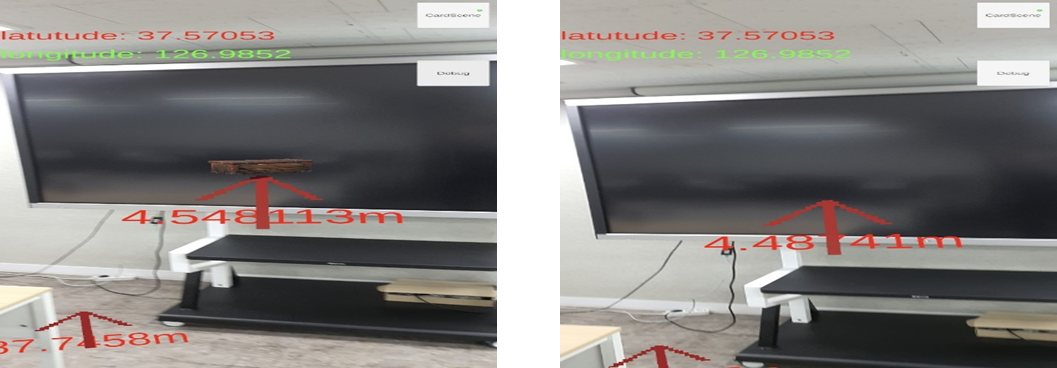 CardScene
latutude: 37.57053
longitude: 126.9852
Debug
4.548113m
37.7458m
CardScene
latutude: 37.57053
longitude: 126.9852
Debug
41m